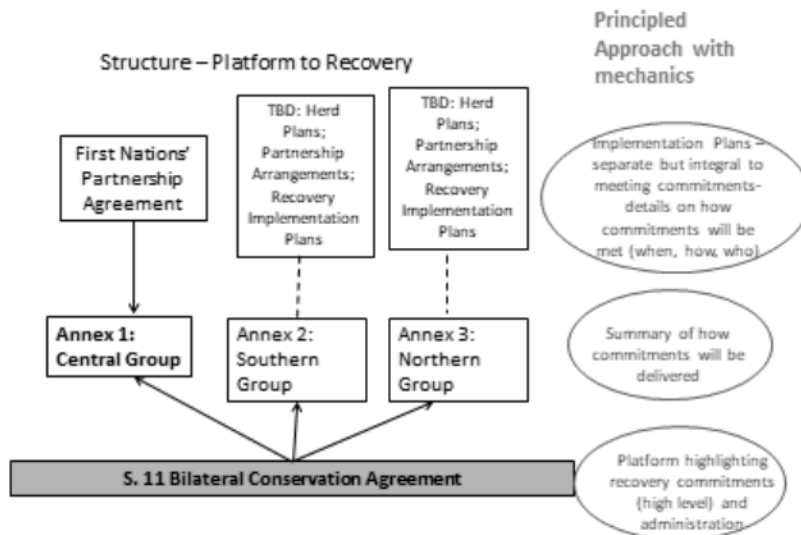 Principled
Approach with
mechanics
Structure – Platform to Recovery
First Nations'
Partnership
Agreement
TBD: Herd
Plans;
Partnership
Arrangements;
Recovery
Implementation
Plans
TBD: Herd
Plans;
Partnership
Arrangements;
Recovery
Implementation
Plans
Implementation Plans –
separate but integral to
meeting commitments-
details on how
commitments will be
met (when, how, who)
Annex 1:
Central Group
Annex 2:
Southern
Group
Annex 3:
Northern
Group
Summary of how
commitments will be
delivered
S. 11 Bilateral Conservation Agreement
Platform highlighting
recovery commitments
(high level) and
administration